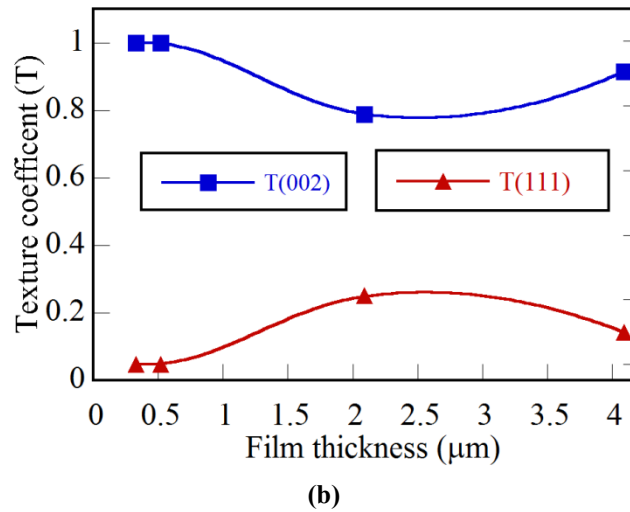 Texture coefficent (T)
1
0.8
0.6
0.4
0.2
0
T(002)
T(111)
0 0.5 1 1.5 2 2.5 3 3.5 4
Film thickness (μm)
(b)